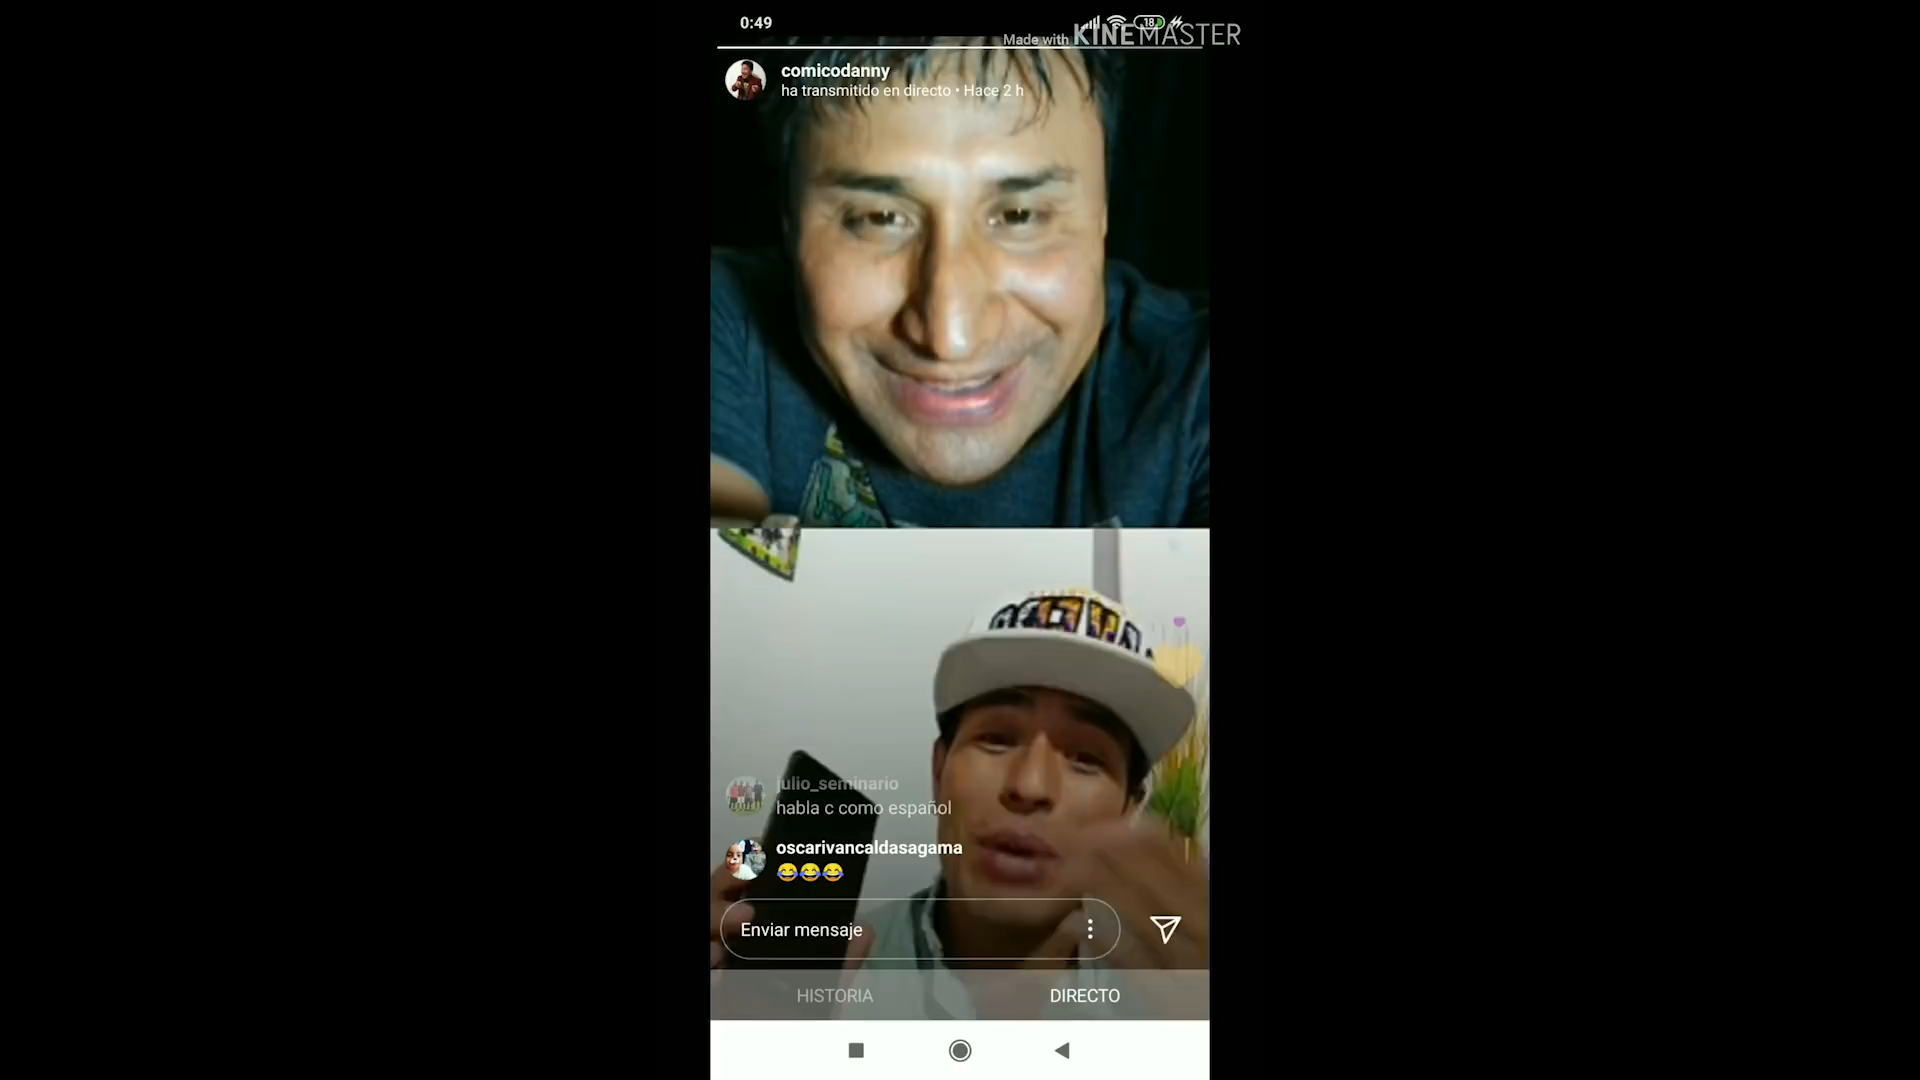 0:49
18
Made with KINEMASTER
comicodanny
ha transmitido en directo • Hace 2 h
julio_seminario
habla c como español
oscarivancaldasagama
😂😂😂
Enviar mensaje
HISTORIA
DIRECTO